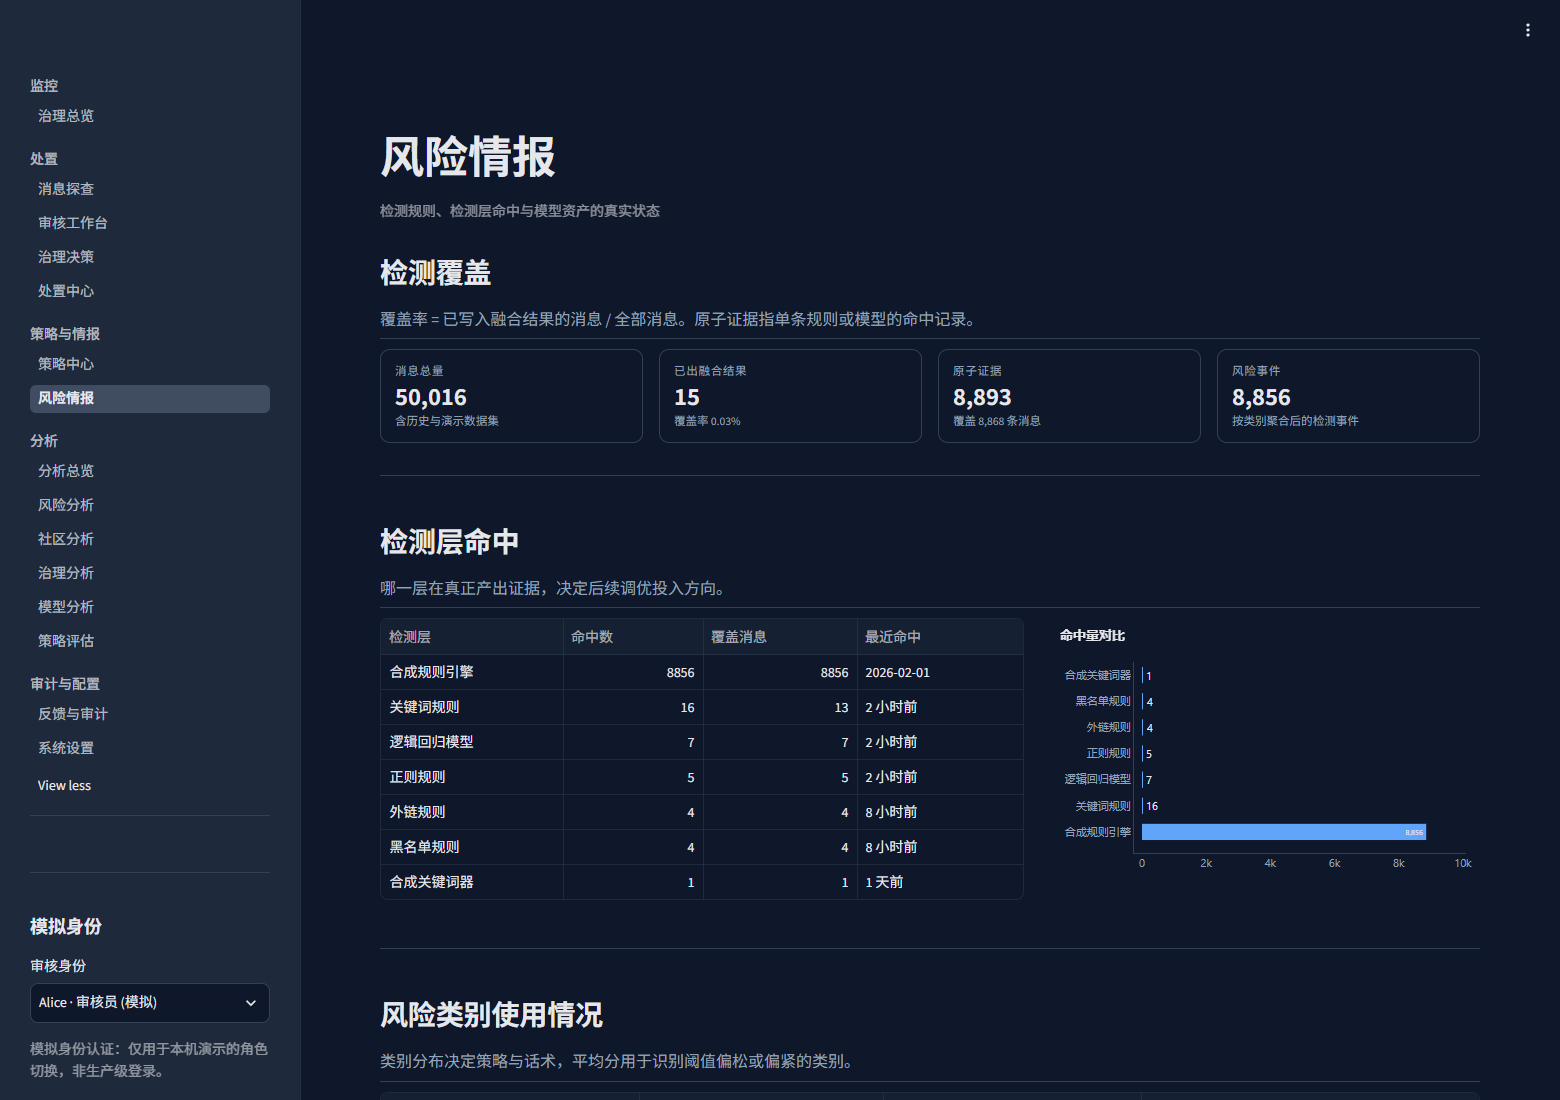 监控
治理总览
处置
消息探查
审核工作台
治理决策
处置中心
策略与情报
策略中心
风险情报
分析
分析总览
风险分析
社区分析
治理分析
模型分析
策略评估
审计与配置
反馈与审计
系统设置
View less
模拟身份
审核身份
Alice · 审核员 (模拟)
模拟身份认证：仅用于本机演示的角色
切换，非生产级登录。
风险情报
检测规则、检测层命中与模型资产的真实状态
检测覆盖
覆盖率 = 已写入融合结果的消息 / 全部消息。原子证据指单条规则或模型的命中记录。
消息总量
50,016
含历史与演示数据集
已出融合结果
15
覆盖率 0.03%
原子证据
8,893
覆盖 8,868 条消息
风险事件
8,856
按类别聚合后的检测事件
检测层命中
哪一层在真正产出证据，决定后续调优投入方向。
检测层 命中数 覆盖消息 最近命中
合成规则引擎 8856 8856 2026-02-01
关键词规则 16 13 2 小时前
逻辑回归模型 7 7 2 小时前
正则规则 5 5 2 小时前
外链规则 4 4 8 小时前
黑名单规则 4 4 8 小时前
合成关键词器 1 1 1 天前
命中量对比
合成关键词器 1
黑名单规则 4
外链规则 4
正则规则 5
逻辑回归模型 7
关键词规则 16
合成规则引擎 8,856
0 2k 4k 6k 8k 10k
风险类别使用情况
类别分布决定策略与话术，平均分用于识别阈值偏松或偏紧的类别。